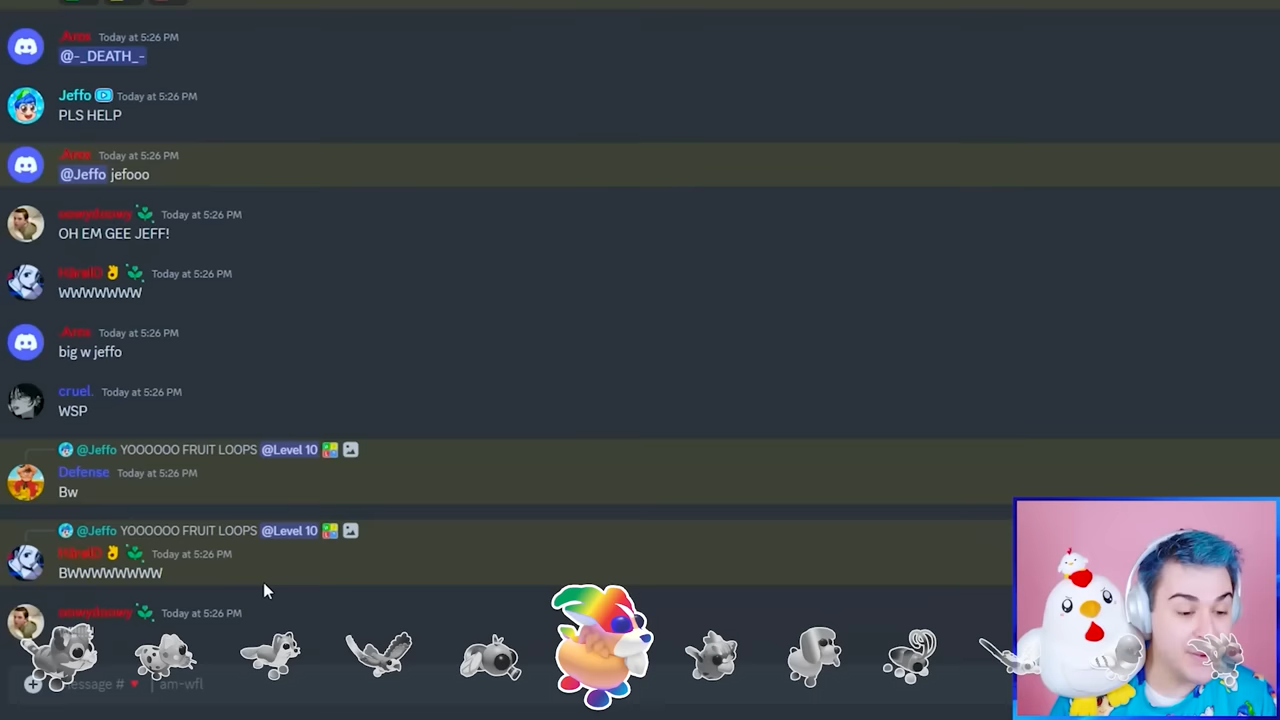 Today at 5:26 PM
@-_DEATH_-
Jeffo Today at 5:26 PM
PLS HELP
Today at 5:26 PM
@Jeffo jefooo
Today at 5:26 PM
OH EM GEE JEFF!
Today at 5:26 PM
WWWWWWW
Today at 5:26 PM
big w jeffo
cruel. Today at 5:26 PM
WSP
@Jeffo YOOOOOO FRUIT LOOPS @Level 10
Defense Today at 5:26 PM
Bw
@Jeffo YOOOOOO FRUIT LOOPS @Level 10
Today at 5:26 PM
BWWWWWWWW
Today at 5:26 PM
am-wfl